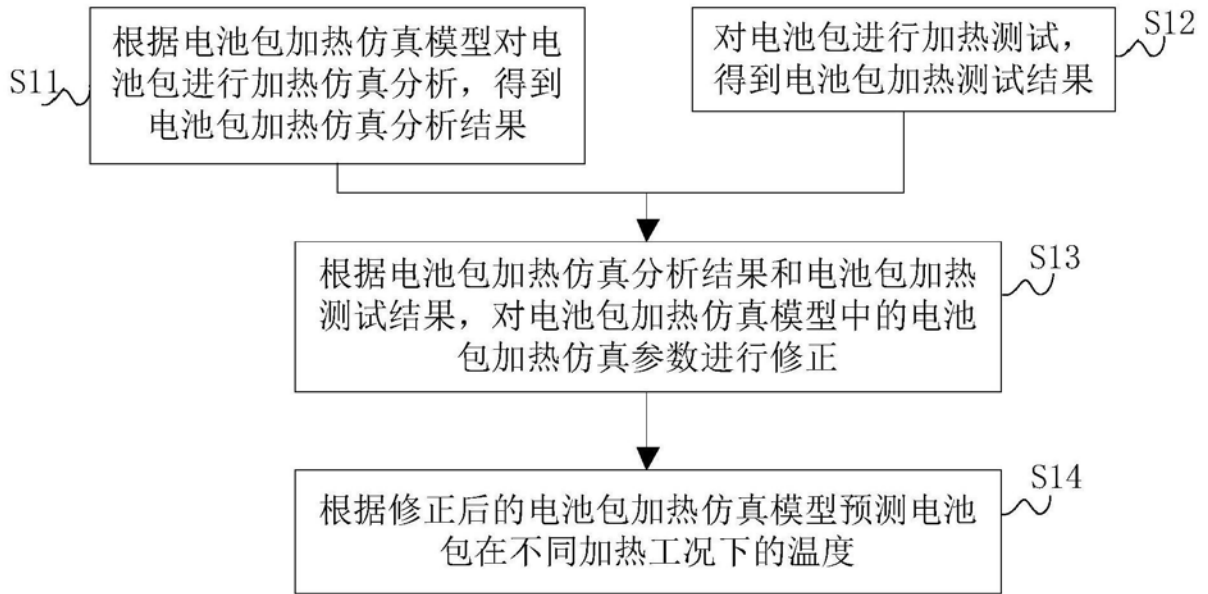 S11
根据电池包加热仿真模型对电
池包进行加热仿真分析，得到
电池包加热仿真分析结果
S12
对电池包进行加热测试，
得到电池包加热测试结果
S13
根据电池包加热仿真分析结果和电池包加热
测试结果，对电池包加热仿真模型中的电池
包加热仿真参数进行修正
S14
根据修正后的电池包加热仿真模型预测电池
包在不同加热工况下的温度